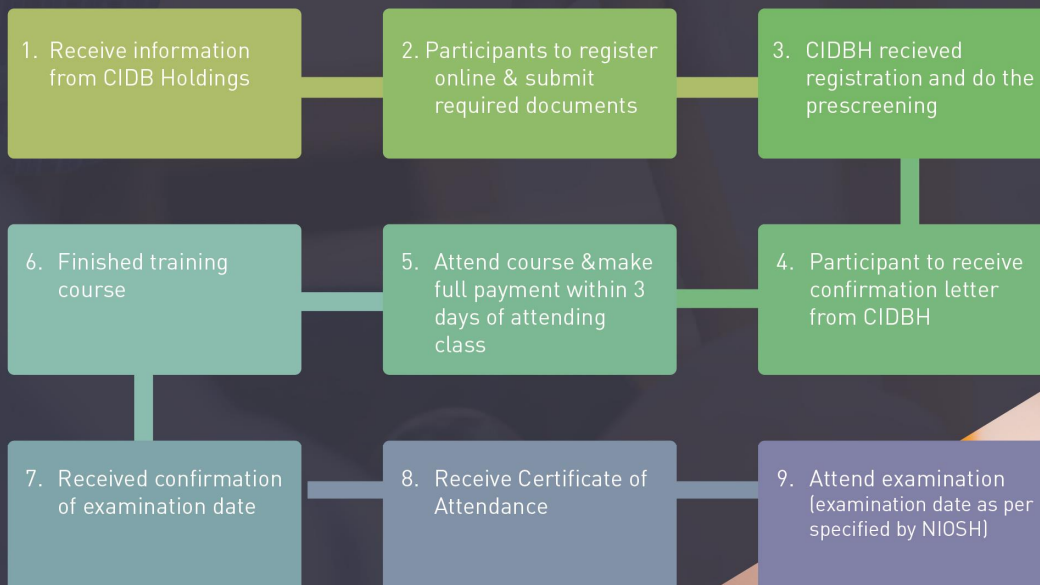 1. Receive information
from CIDB Holdings
2. Participants to register
online & submit
required documents
3. CIDBH recieved
registration and do the
prescreening
4. Participant to receive
confirmation letter
from CIDBH
5. Attend course &make
full payment within 3
days of attending
class
6. Finished training
course
7. Received confirmation
of examination date
8. Receive Certificate of
Attendance
9. Attend examination
(examination date as per
specified by NIOSH)